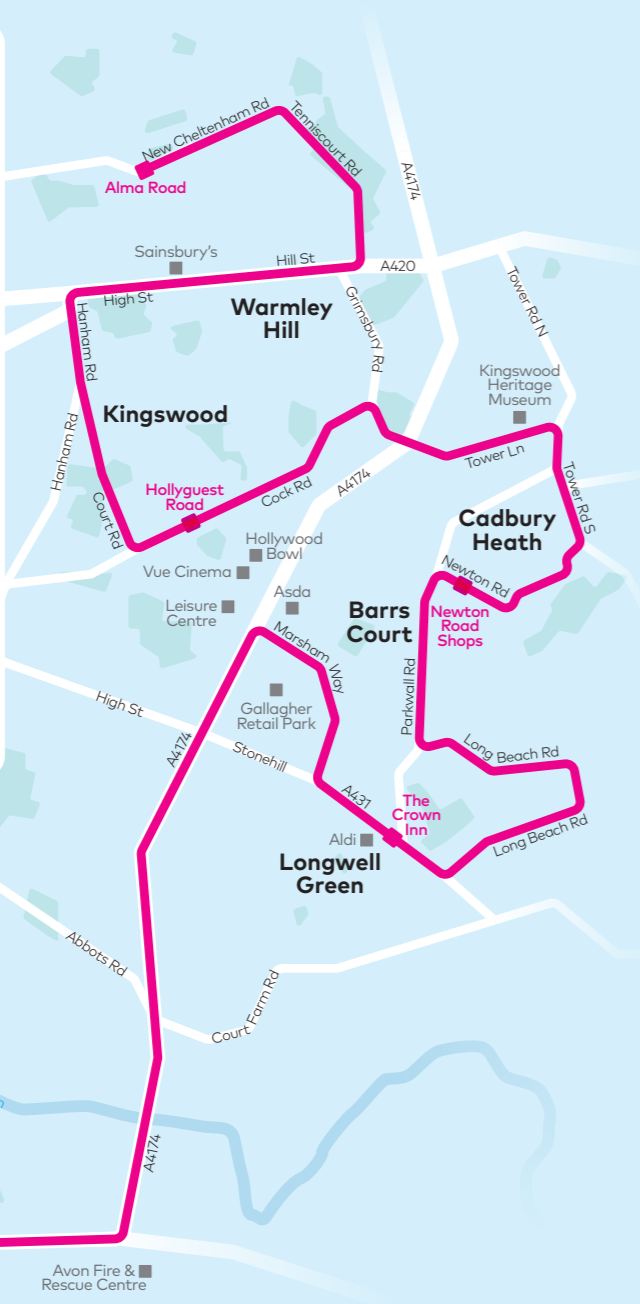 New Cheltenham Rd
Tenniscourt Rd
A4174
Alma Road
Sainsbury's
Hill St
A420
High St
Tower Rd N
Grimsbury Rd
Warmley
Hill
Hanham Rd
Kingswood
Heritage
Museum
Kingswood
Hanham Rd
Tower Ln
Tower Rd S
A4174
Hollyguest
Road
Cock Rd
Court Rd
Cadbury
Heath
Hollywood
Bowl
Vue Cinema
Newton Rd
Asda
Leisure
Centre
Barrs
Court
Newton
Road
Shops
Marsham Way
Parkwall Rd
High St
Gallagher
Retail Park
A4174
Stonehill
Long Beach Rd
A431
The
Crown
Inn
Aldi
Long Beach Rd
Longwell
Green
Abbots Rd
Court Farm Rd
A4174
Avon Fire &
Rescue Centre